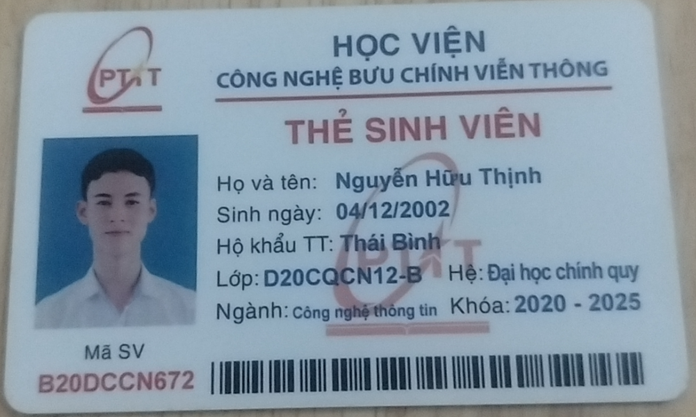 PTIT
HỌC VIỆN
CÔNG NGHỆ BƯU CHÍNH VIỄN THÔNG
THẺ SINH VIÊN
Họ và tên: Nguyễn Hữu Thịnh
Sinh ngày: 04/12/2002
Hộ khẩu TT: Thái Bình
Lớp: D20CQCN12-B Hệ: Đại học chính quy
Ngành: Công nghệ thông tin Khóa: 2020 - 2025
Mã SV
B20DCCN672